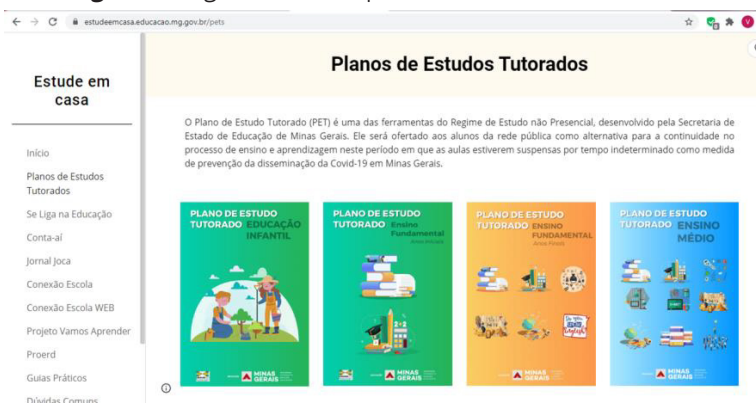 estudeemcasa.educacao.mg.gov.br/pets
Estude em
casa
Início
Planos de Estudos
Tutorados
Se Liga na Educação
Conta-aí
Jornal Joca
Conexão Escola
Conexão Escola WEB
Projeto Vamos Aprender
Proerd
Guias Práticos
Dúvidas Comuns
Planos de Estudos Tutorados
O Plano de Estudo Tutorado (PET) é uma das ferramentas do Regime de Estudo não Presencial, desenvolvido pela Secretaria de
Estado de Educação de Minas Gerais. Ele será ofertado aos alunos da rede pública como alternativa para a continuidade no
processo de ensino e aprendizagem neste período em que as aulas estiverem suspensas por tempo indeterminado como medida
de prevenção da disseminação da Covid-19 em Minas Gerais.
PLANO DE ESTUDO
TUTORADO EDUCAÇÃO
INFANTIL
MINAS
GERAIS
PLANO DE ESTUDO
TUTORADO Ensino
Fundamental
Anos Iniciais
MINAS
GERAIS
PLANO DE ESTUDO
TUTORADO ENSINO
FUNDAMENTAL
Anos Finais
MINAS
GERAIS
PLANO DE ESTUDO
TUTORADO ENSINO
MÉDIO
MINAS
GERAIS